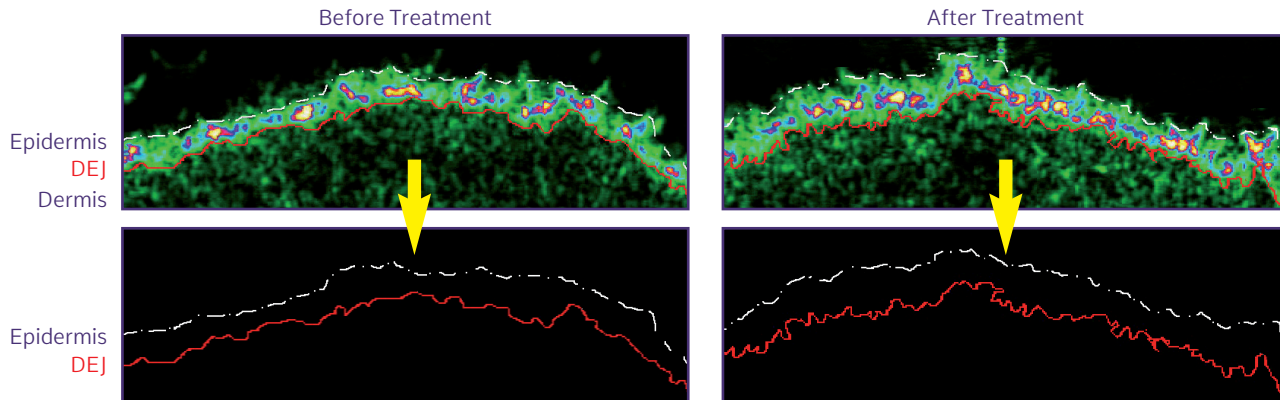 Before Treatment
After Treatment
Epidermis
DEJ
Dermis
Epidermis
DEJ